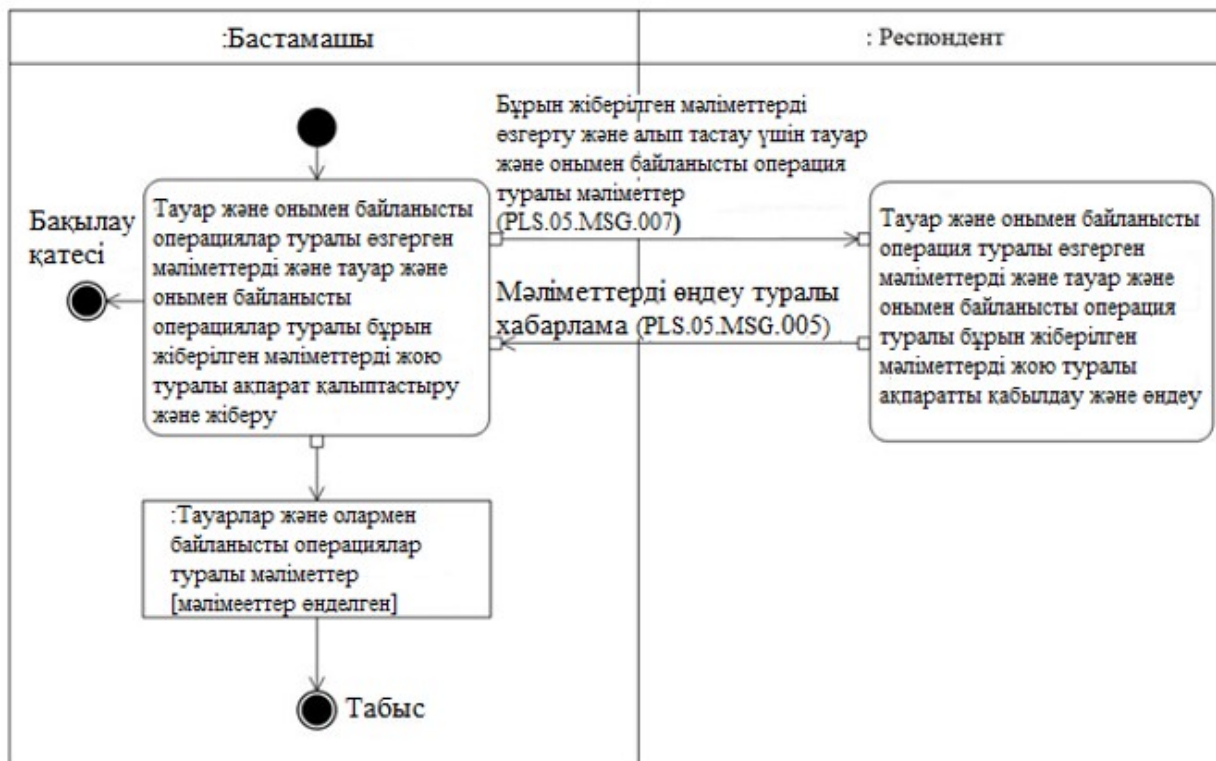 :Бастамашы
: Респондент
Бұрын жіберілген мәліметтерді
өзгерту және алып тастау үшін тауар
және онымен байланысты операция
туралы мәліметтер
(PLS.05.MSG.007)
Бақылау
қатесі
Тауар және онымен байланысты
операциялар туралы өзгерген
мәліметтерді және тауар және
онымен байланысты
операциялар туралы бұрын
жіберілген мәліметтерді жою
туралы ақпарат қалыптастыру
және жіберу
Мәліметтерді өңдеу туралы
хабарлама (PLS.05.MSG.005)
Тауар және онымен байланысты
операция туралы өзгерген
мәліметтерді және тауар және
онымен байланысты операция
туралы бұрын жіберілген
мәліметтерді жою туралы
ақпаратты қабылдау және өңдеу
:Тауарлар және олармен
байланысты операциялар
туралы мәліметтер
[мәлімееттер өңделген]
Табыс